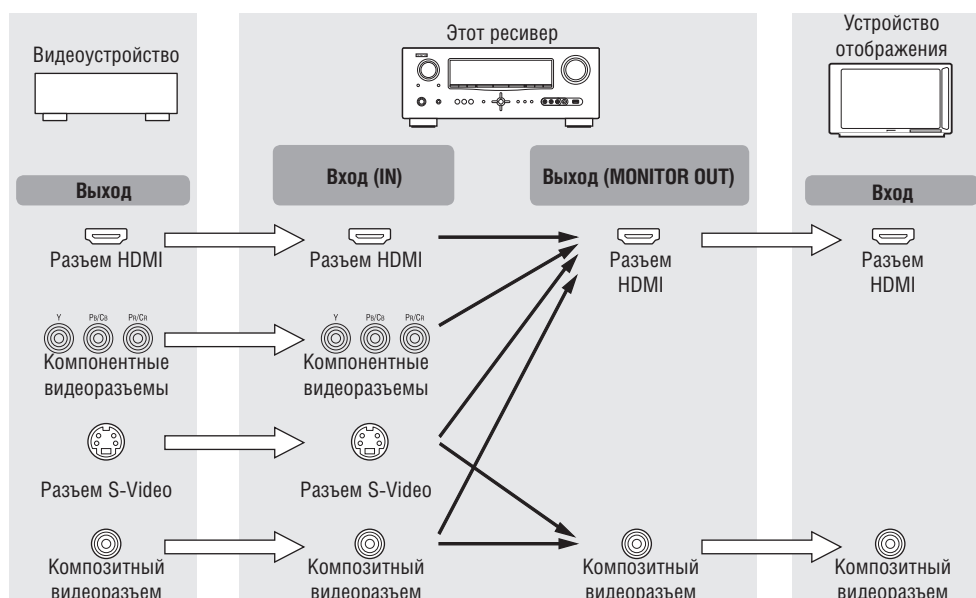 Видеоустройство
Этот ресивер
Устройство
отображения
Выход
Вход (IN)
Выход (MONITOR OUT)
Вход
Разъем HDMI
Разъем HDMI
Разъем
HDMI
Разъем
HDMI
Y PB/CB PR/CR
Компонентные
видеоразъемы
Y PB/CB PR/CR
Компонентные
видеоразъемы
Разъем S-Video
Разъем S-Video
Композитный
видеоразъем
Композитный
видеоразъем
Композитный
видеоразъем
Композитный
видеоразъем